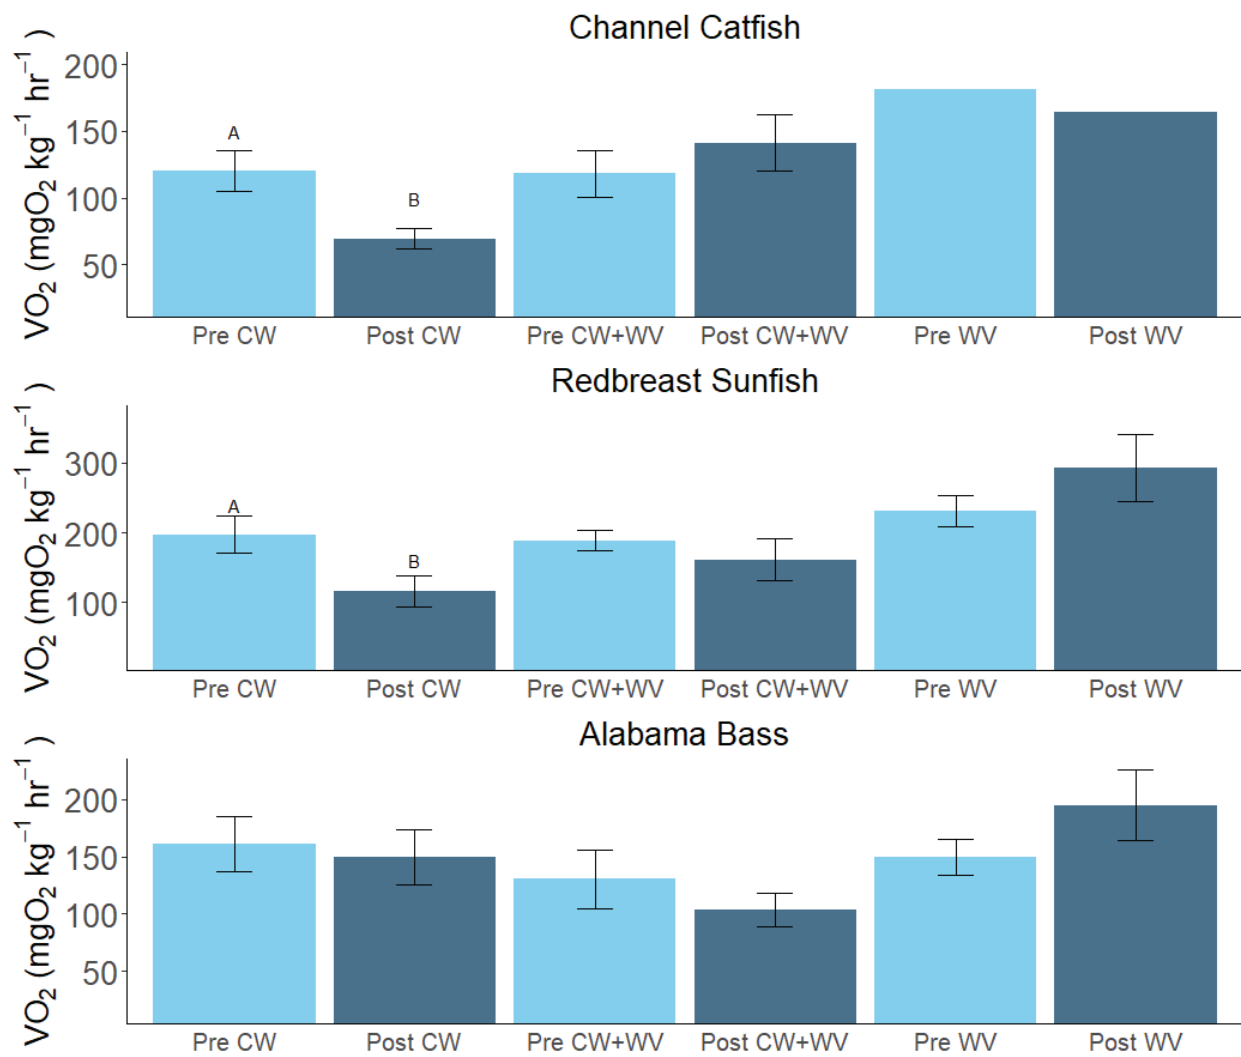 Channel Catfish
VO₂ (mgO₂ kg⁻¹ hr⁻¹ )
200
150
100
50
A
B
Pre CW Post CW Pre CW+WV Post CW+WV Pre WV Post WV
Redbreast Sunfish
VO₂ (mgO₂ kg⁻¹ hr⁻¹ )
300
200
100
A
B
Pre CW Post CW Pre CW+WV Post CW+WV Pre WV Post WV
Alabama Bass
VO₂ (mgO₂ kg⁻¹ hr⁻¹ )
200
150
100
50
Pre CW Post CW Pre CW+WV Post CW+WV Pre WV Post WV